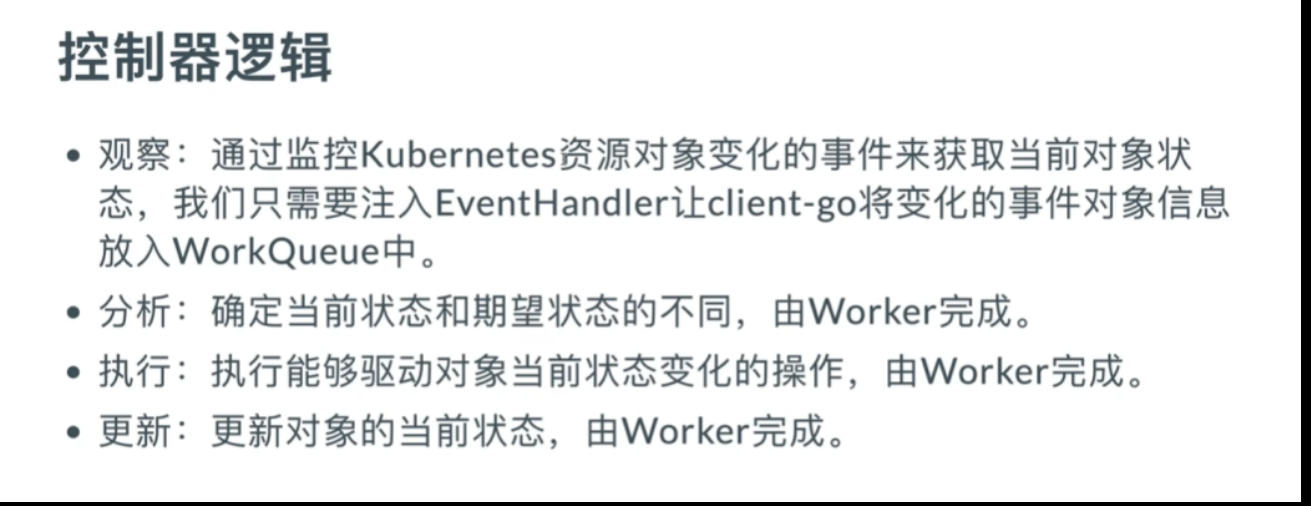 控制器逻辑
• 观察：通过监控Kubernetes资源对象变化的事件来获取当前对象状
态，我们只需要注入EventHandler让client-go将变化的事件对象信息
放入WorkQueue中。
• 分析：确定当前状态和期望状态的不同，由Worker完成。
• 执行：执行能够驱动对象当前状态变化的操作，由Worker完成。
• 更新：更新对象的当前状态，由Worker完成。